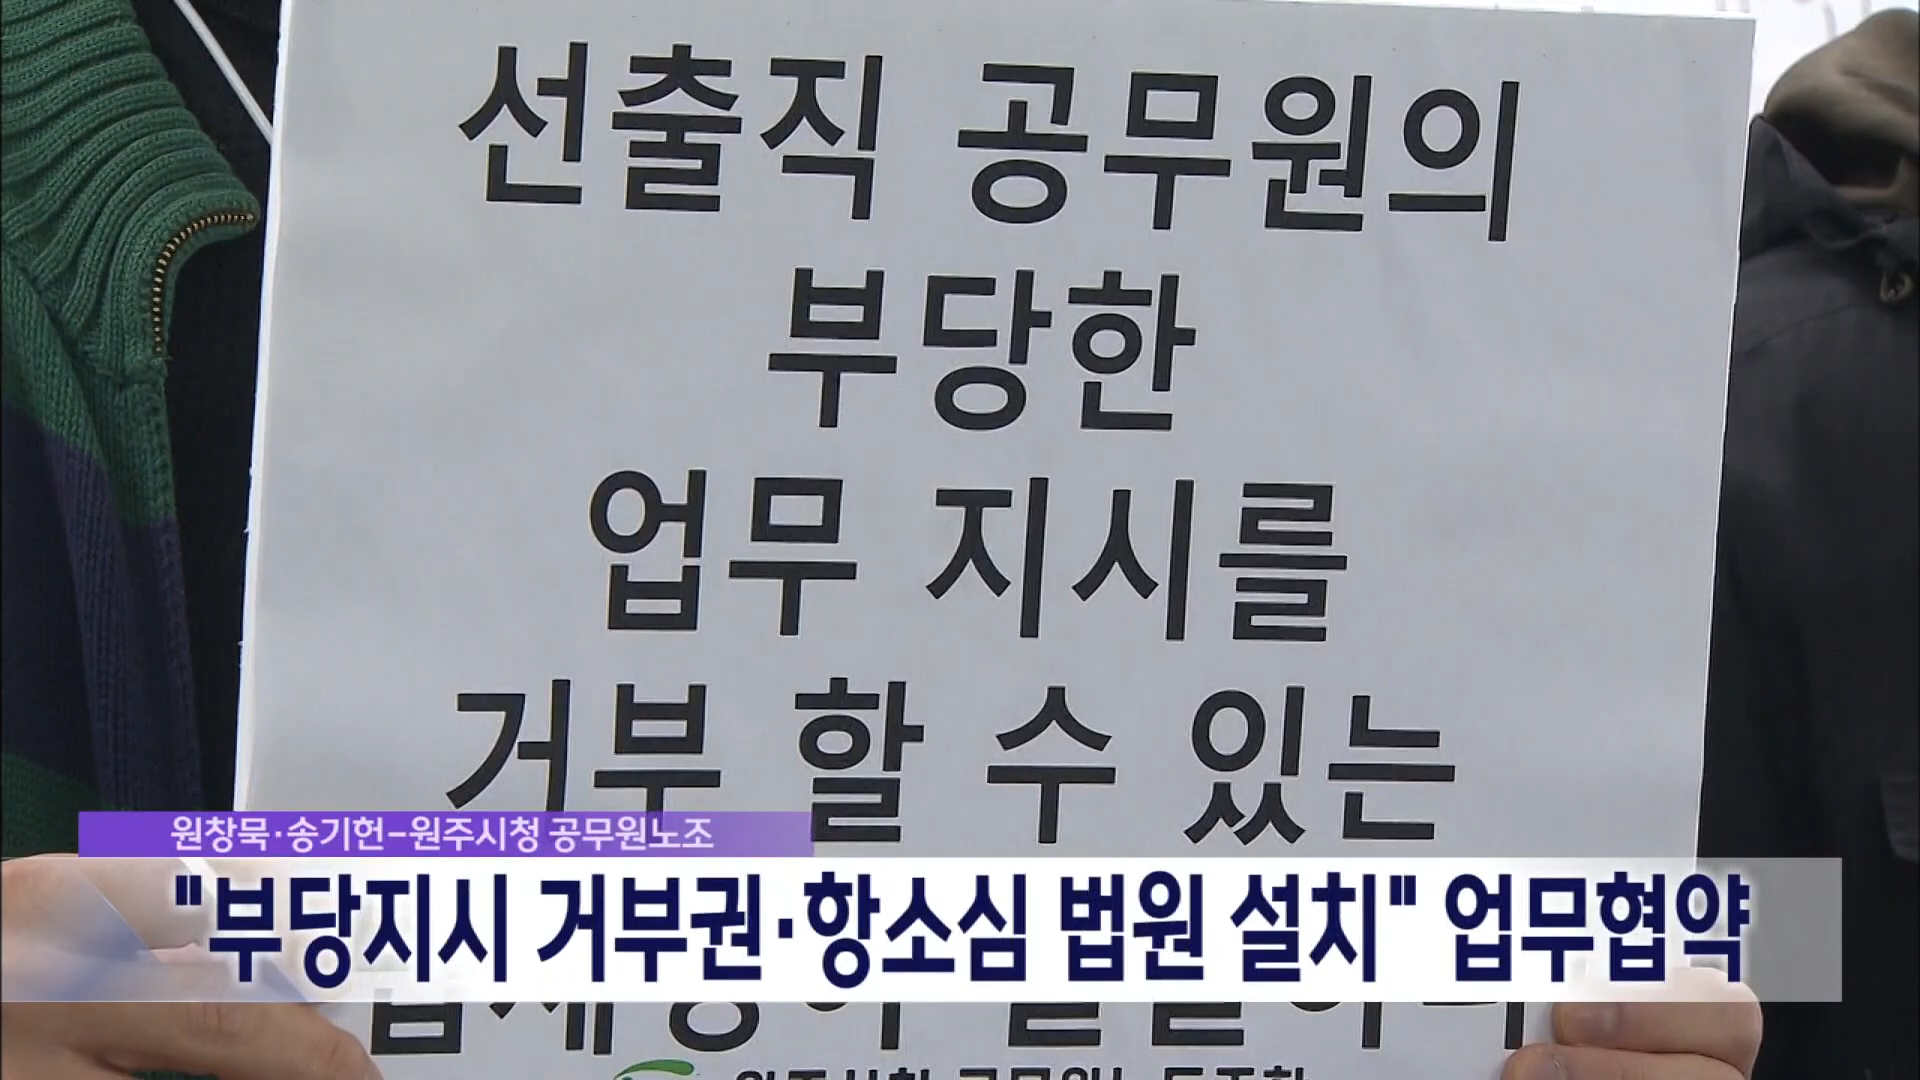 선출직 공무원의
부당한
업무 지시를
거부 할 수 있는
원창묵·송기헌-원주시청 공무원노조
"부당지시 거부권·항소심 법원 설치" 업무협약